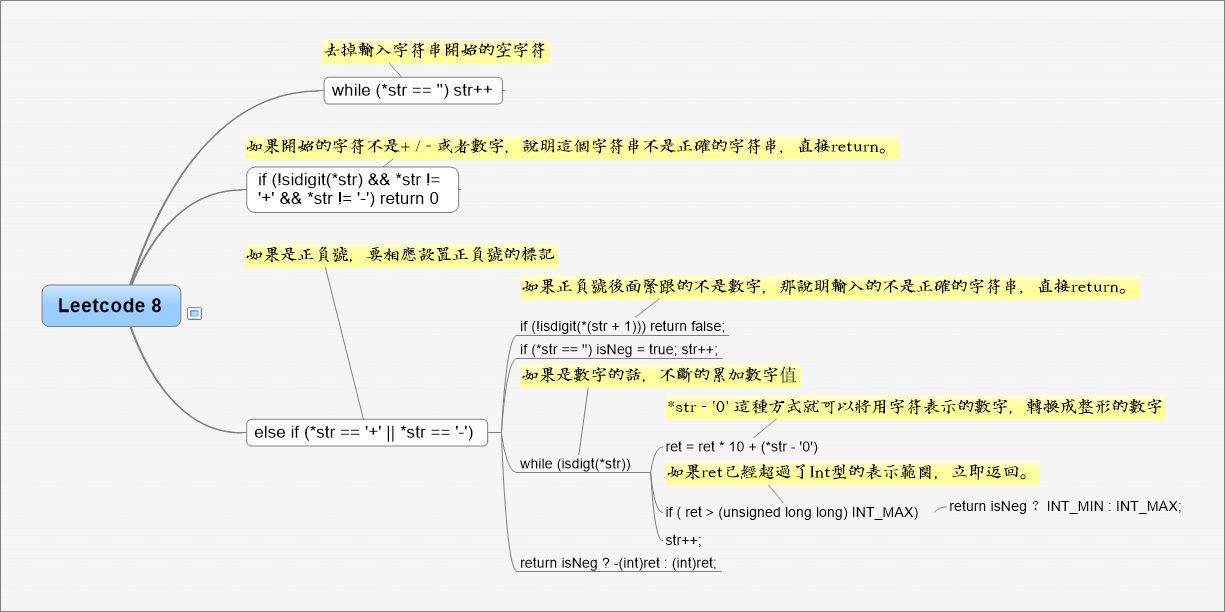 去掉輸入字符串開始的空字符
while (*str == '') str++
如果開始的字符不是+ / - 或者數字，說明這個字符串不是正確的字符串，直接return。
if (!sidigit(*str) && *str !=
'+' && *str != '-') return 0
如果是正負號，要相應設置正負號的標記
Leetcode 8
else if (*str == '+' || *str == '-')
如果正負號後面緊跟的不是數字，那說明輸入的不是正確的字符串，直接return。
if (!isdigit(*(str + 1))) return false;
if (*str == '') isNeg = true; str++;
如果是數字的話，不斷的累加數字值
while (isdigt(*str))
*str - '0' 這種方式就可以將用字符表示的數字，轉換成整形的數字
ret = ret * 10 + (*str - '0')
如果ret已經超過了Int型的表示範圍，立即返回。
if ( ret > (unsigned long long) INT_MAX)
return isNeg ? INT_MIN : INT_MAX;
str++;
return isNeg ? -(int)ret : (int)ret;